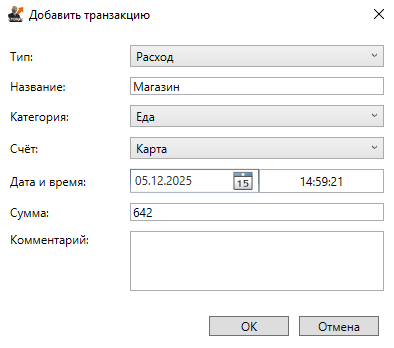 Добавить транзакцию
Тип: Расход
Название: Магазин
Категория: Еда
Счёт: Карта
Дата и время: 05.12.2025 15 14:59:21
Сумма: 642
Комментарий:
OK Отмена